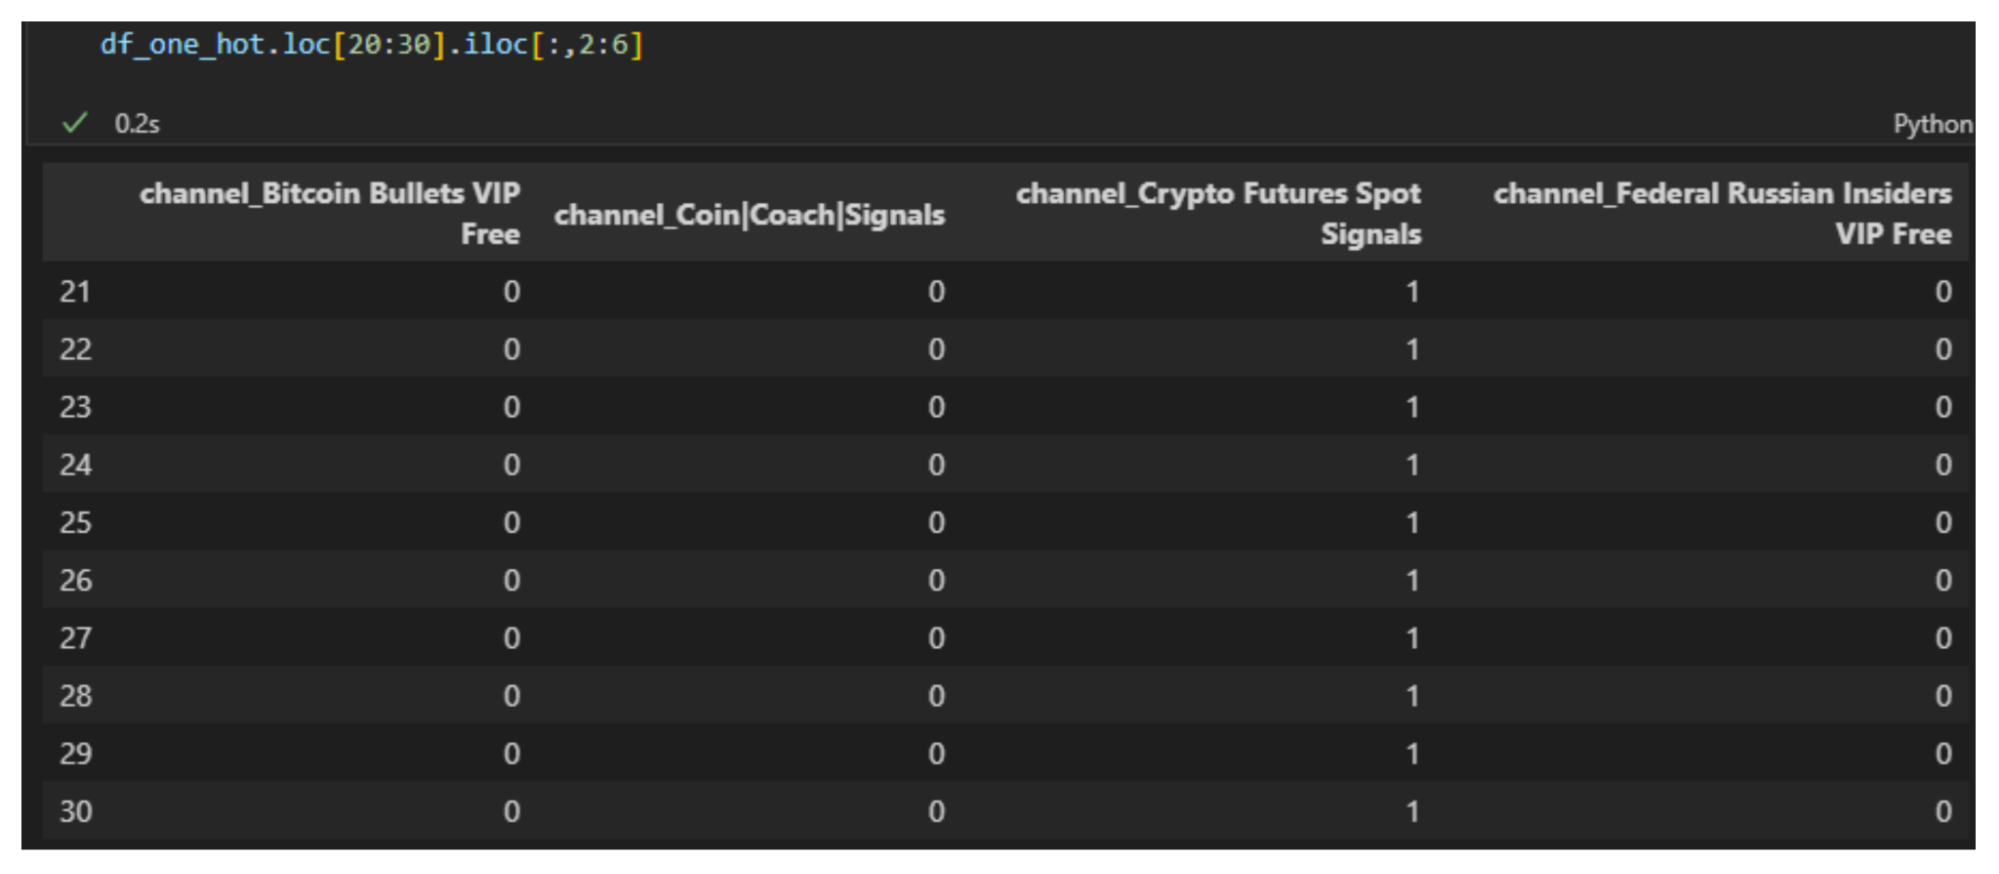 df_one_hot.loc[20:30].iloc[:,2:6]
0.2s Python
channel_Bitcoin Bullets VIP Free channel_Coin|Coach|Signals channel_Crypto Futures Spot Signals channel_Federal Russian Insiders VIP Free
21 0 0 1 0
22 0 0 1 0
23 0 0 1 0
24 0 0 1 0
25 0 0 1 0
26 0 0 1 0
27 0 0 1 0
28 0 0 1 0
29 0 0 1 0
30 0 0 1 0